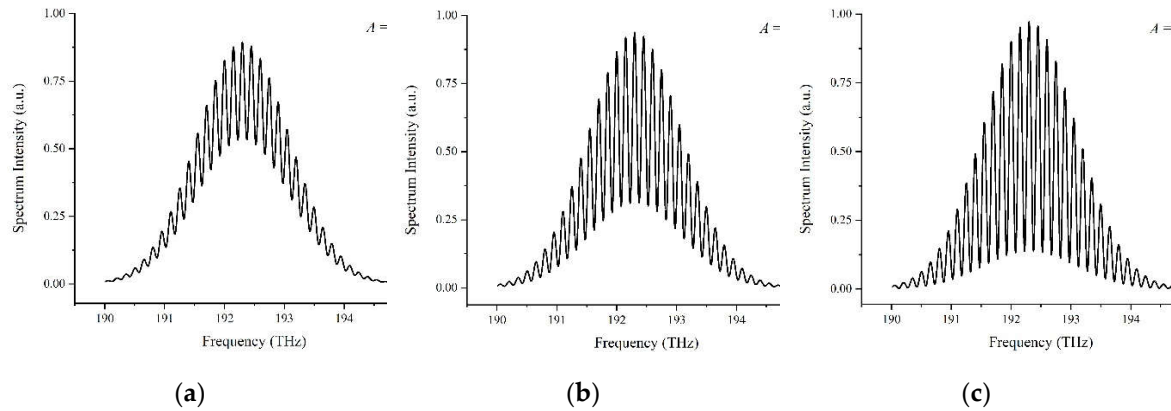 A =
1.00
0.75
0.50
0.25
0.00
Spectrum Intensity (a.u.)
190 191 192 193 194
Frequency (THz)
(a)
A =
1.00
0.75
0.50
0.25
0.00
Spectrum Intensity (a.u.)
190 191 192 193 194
Frequency (THz)
(b)
A =
1.00
0.75
0.50
0.25
0.00
Spectrum Intensity (a.u.)
190 191 192 193 194
Frequency (THz)
(c)